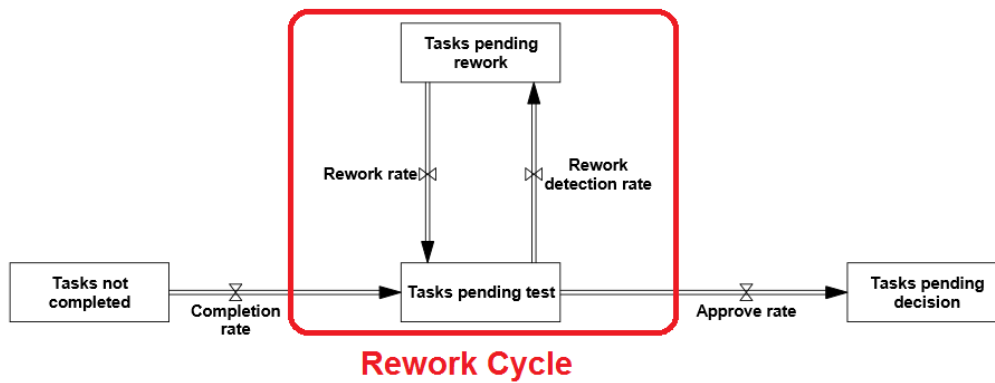 Tasks pending
rework
Rework rate
Rework
detection rate
Tasks not
completed
Completion
rate
Tasks pending test
Approve rate
Tasks pending
decision
Rework Cycle